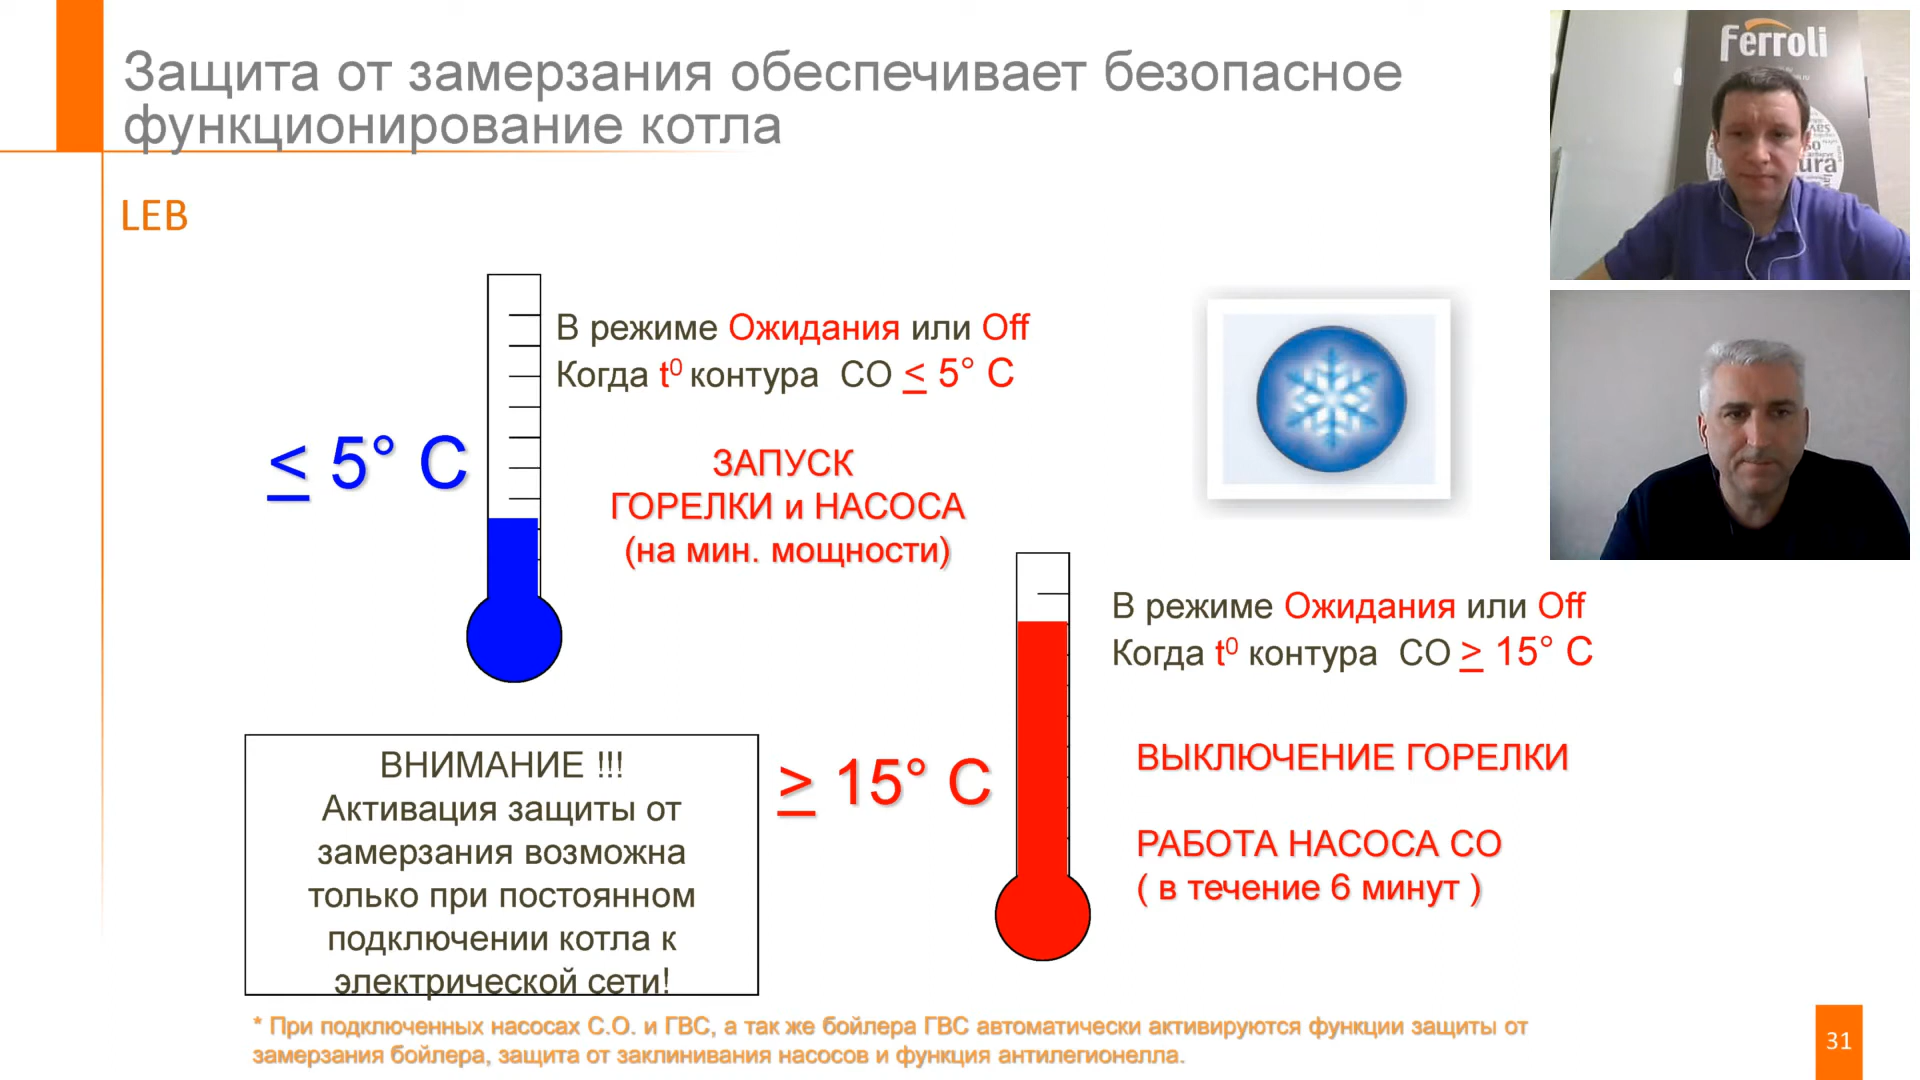 Защита от замерзания обеспечивает безопасное
функционирование котла
LEB
В режиме Ожидания или Off
Когда t⁰ контура СО ≤ 5° C
≤ 5° C
ЗАПУСК
ГОРЕЛКИ и НАСОСА
(на мин. мощности)
В режиме Ожидания или Off
Когда t⁰ контура СО ≥ 15° C
≥ 15° C
ВЫКЛЮЧЕНИЕ ГОРЕЛКИ
РАБОТА НАСОСА СО
( в течение 6 минут )
ВНИМАНИЕ !!!
Активация защиты от
замерзания возможна
только при постоянном
подключении котла к
электрической сети!
* При подключенных насосах С.О. и ГВС, а так же бойлера ГВС автоматически активируются функции защиты от
замерзания бойлера, защита от заклинивания насосов и функция антилегионелла.
31
Ferroli